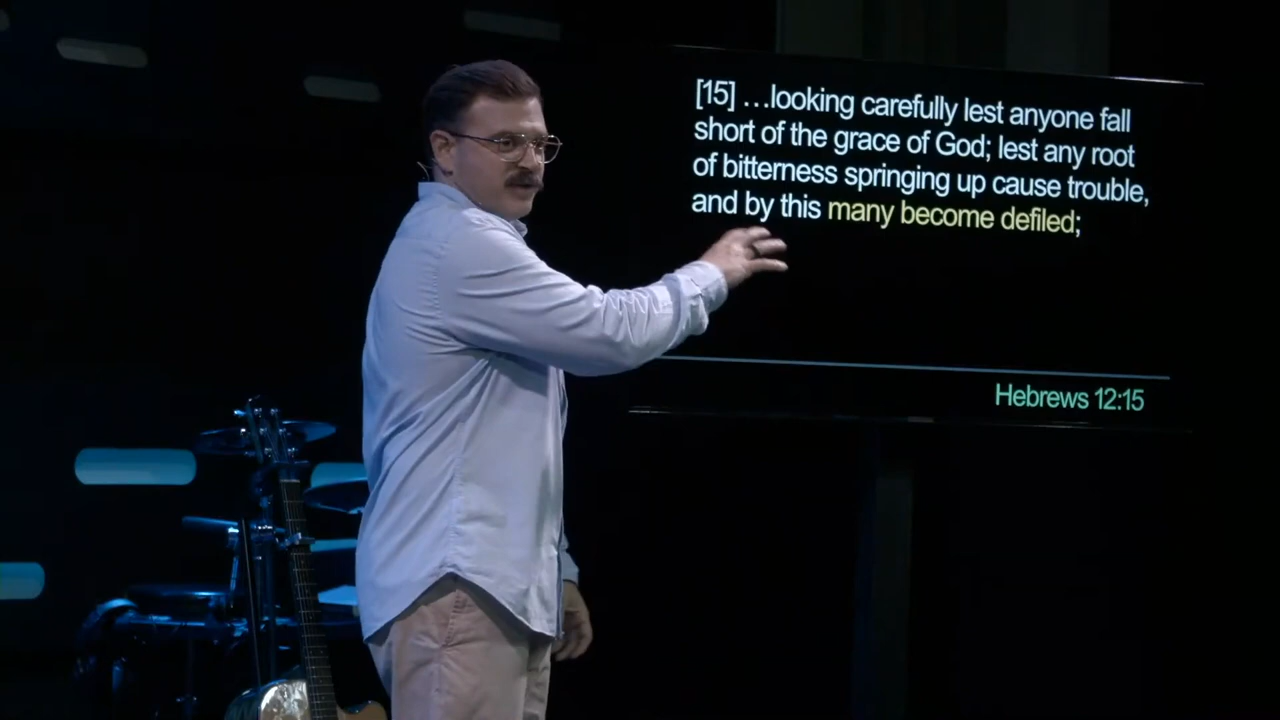 [15] …looking carefully lest anyone fall
short of the grace of God; lest any root
of bitterness springing up cause trouble,
and by this many become defiled;
Hebrews 12:15